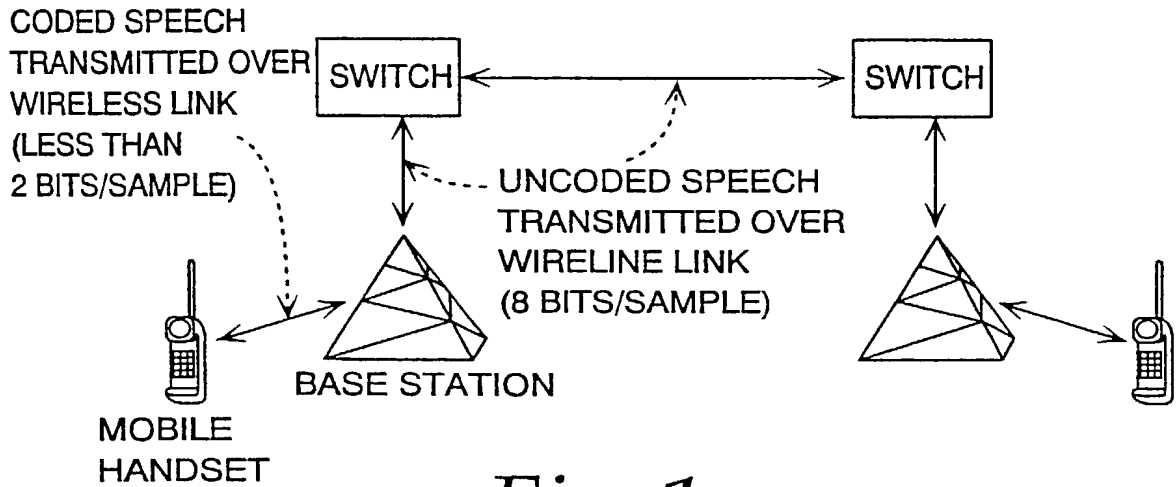 CODED SPEECH
TRANSMITTED OVER
WIRELESS LINK
(LESS THAN
2 BITS/SAMPLE)
SWITCH
SWITCH
UNCODED SPEECH
TRANSMITTED OVER
WIRELINE LINK
(8 BITS/SAMPLE)
BASE STATION
MOBILE
HANDSET